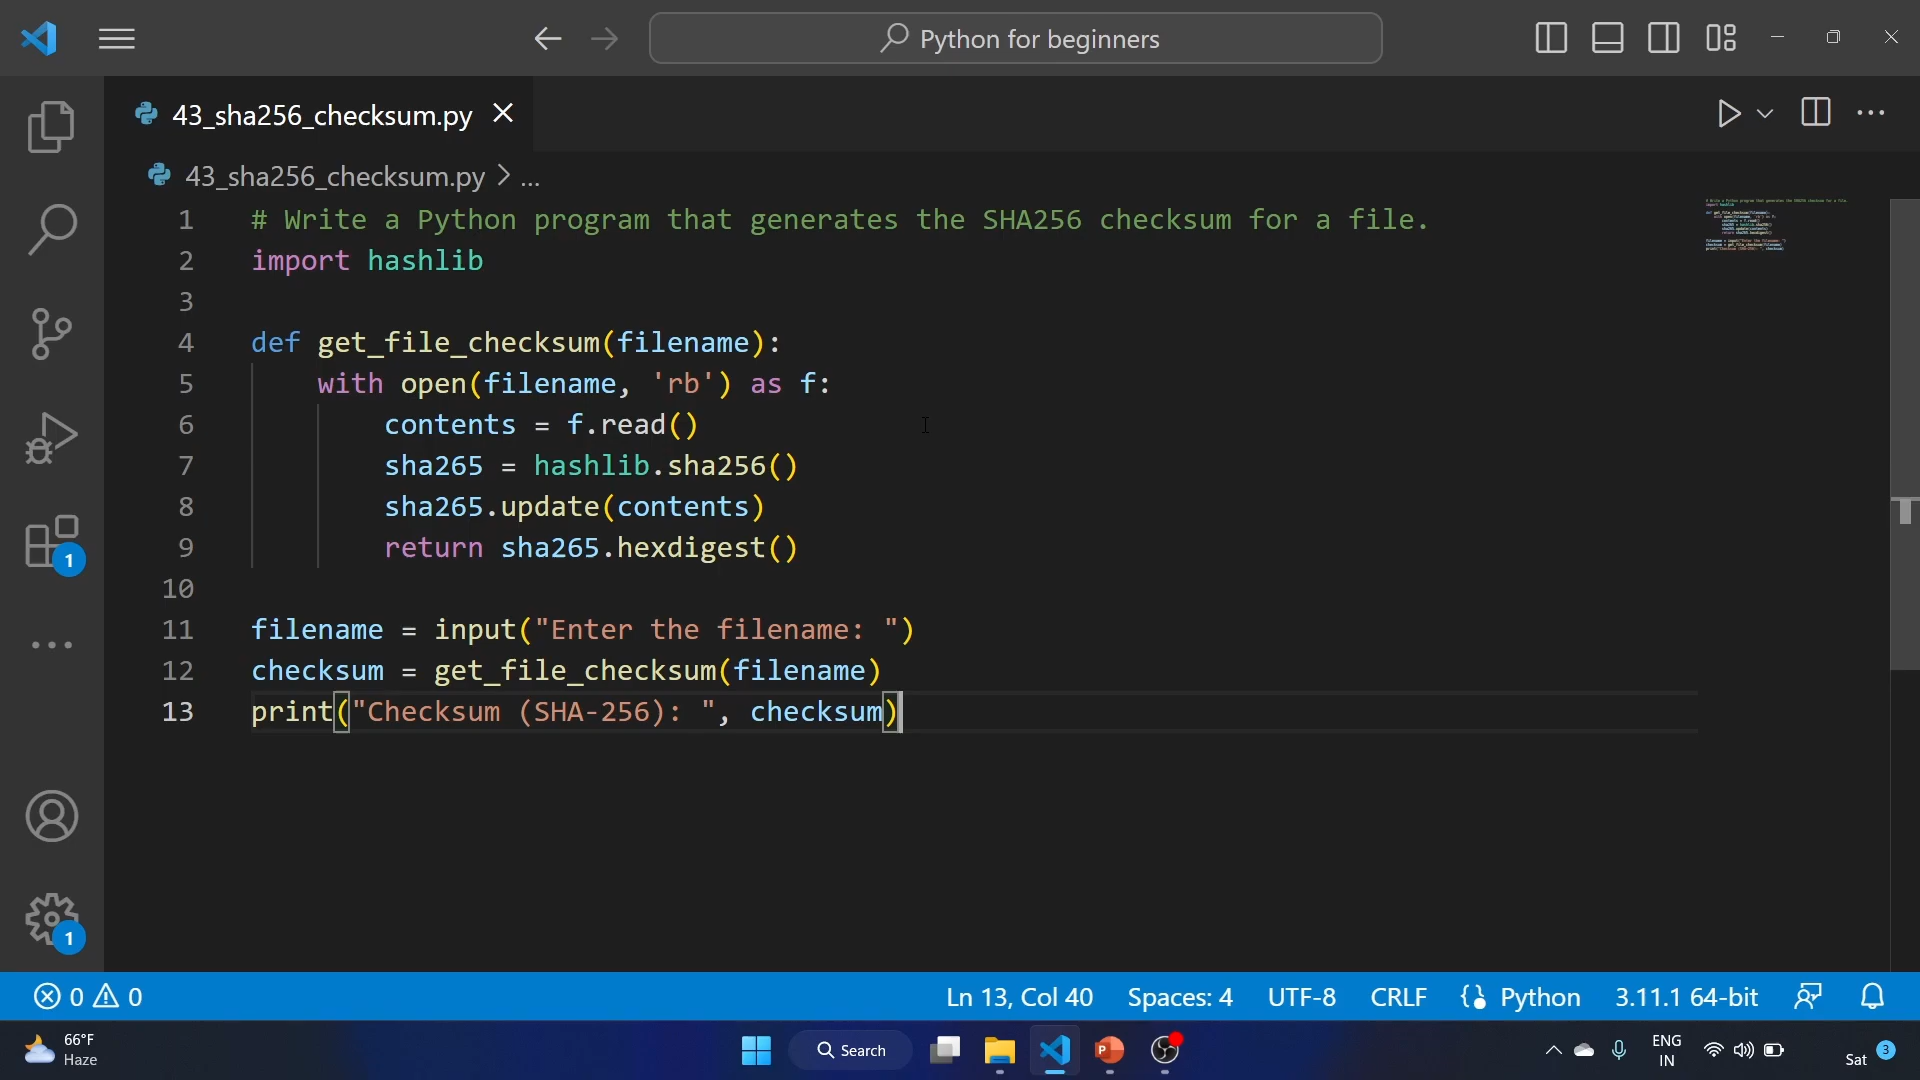 Python for beginners
43_sha256_checksum.py
43_sha256_checksum.py > ...
1 # Write a Python program that generates the SHA256 checksum for a file.
2 import hashlib
3
4 def get_file_checksum(filename):
5     with open(filename, 'rb') as f:
6         contents = f.read()
7         sha265 = hashlib.sha256()
8         sha265.update(contents)
9         return sha265.hexdigest()
10
11 filename = input("Enter the filename: ")
12 checksum = get_file_checksum(filename)
13 print("Checksum (SHA-256): ", checksum)
1
1
0 0 Ln 13, Col 40 Spaces: 4 UTF-8 CRLF Python 3.11.1 64-bit
66°F
Haze
Search
P
ENG
IN
Sat 3